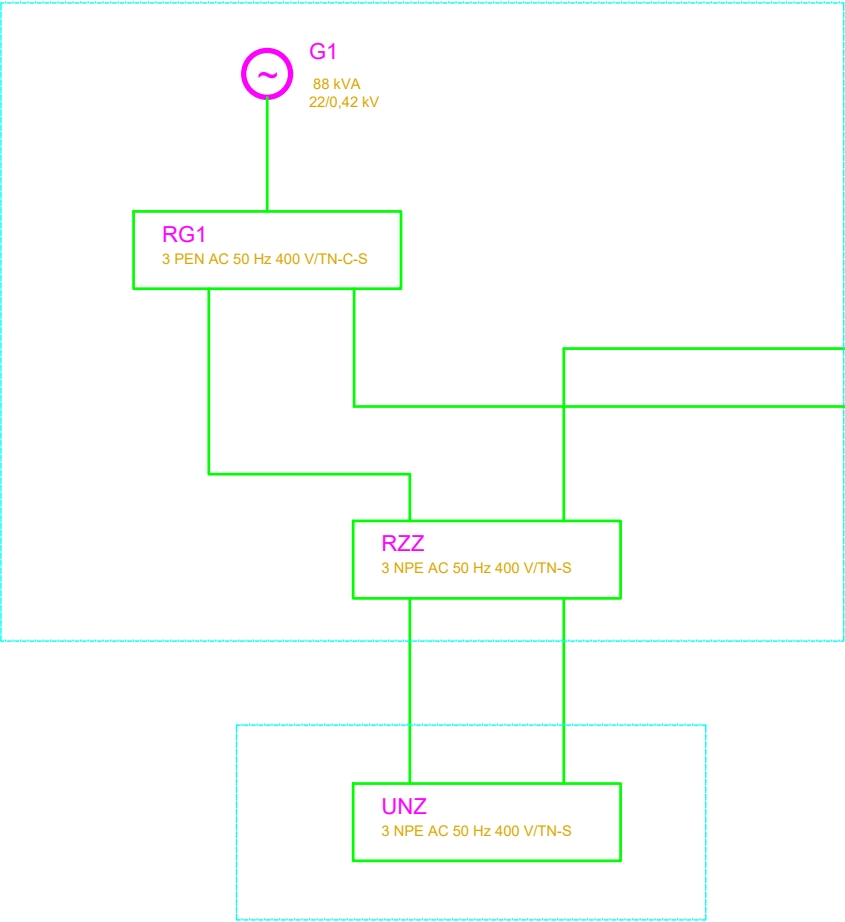 G1
~
88 kVA
22/0,42 kV
RG1
3 PEN AC 50 Hz 400 V/TN-C-S
RZZ
3 NPE AC 50 Hz 400 V/TN-S
UNZ
3 NPE AC 50 Hz 400 V/TN-S